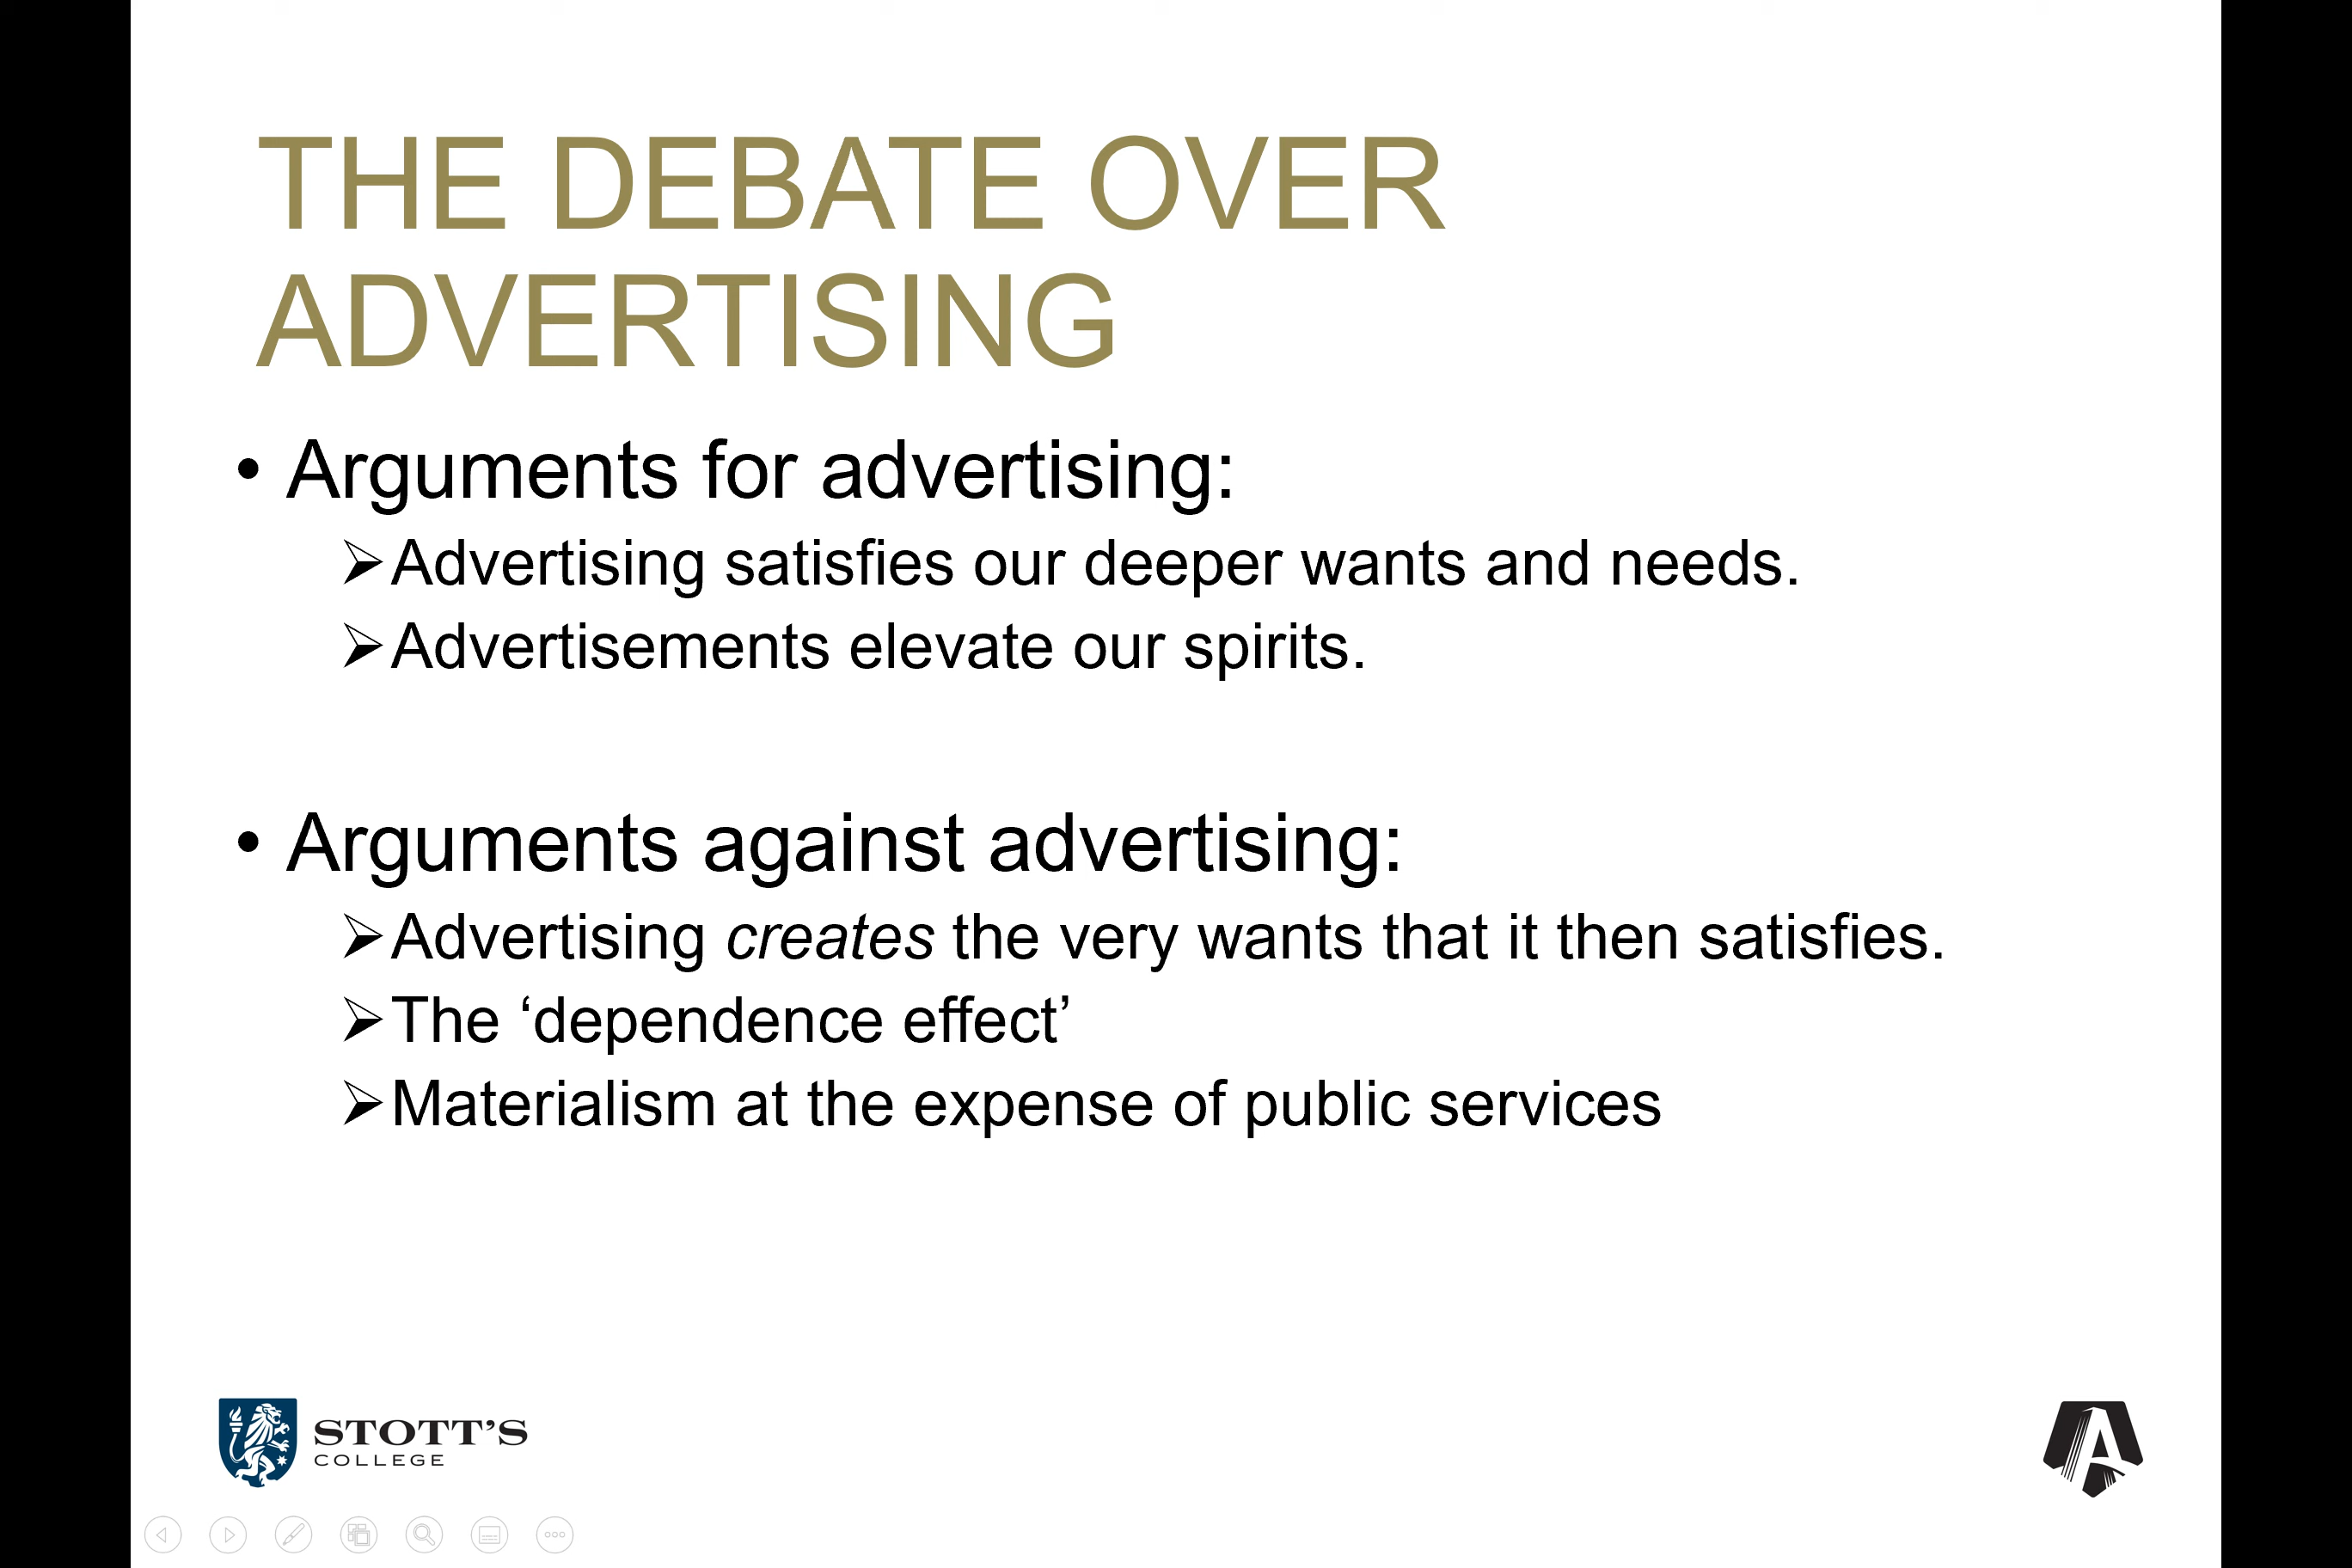 THE DEBATE OVER
ADVERTISING
• Arguments for advertising:
➢Advertising satisfies our deeper wants and needs.
➢Advertisements elevate our spirits.
• Arguments against advertising:
➢Advertising creates the very wants that it then satisfies.
➢The ‘dependence effect’
➢Materialism at the expense of public services
STOTT’S
COLLEGE
A